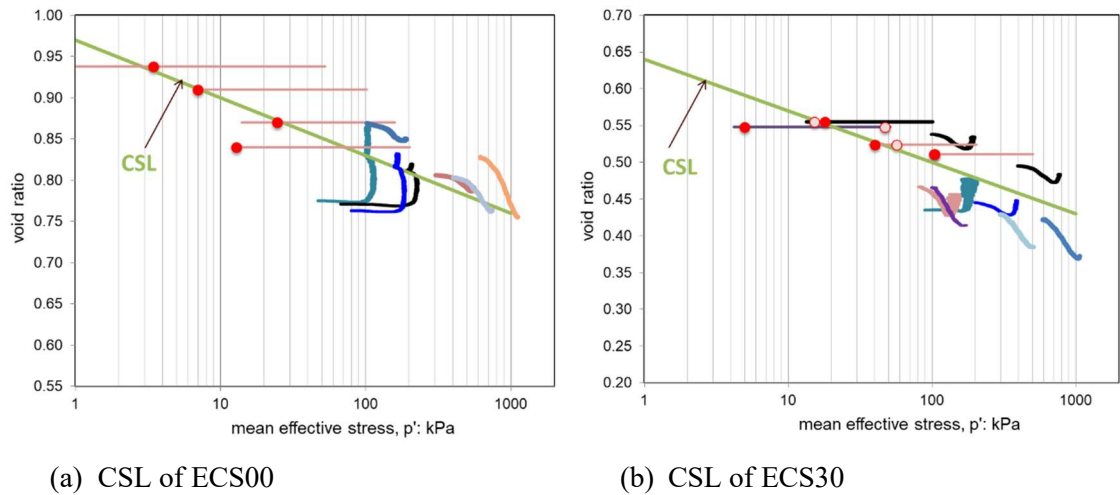 1.00
0.95
0.90
0.85
0.80
0.75
0.70
0.65
0.60
0.55
void ratio
CSL
1 10 100 1000
mean effective stress, p': kPa
0.70
0.65
0.60
0.55
0.50
0.45
0.40
0.35
0.30
0.25
0.20
void ratio
CSL
1 10 100 1000
mean effective stress, p': kPa
(a) CSL of ECS00 (b) CSL of ECS30